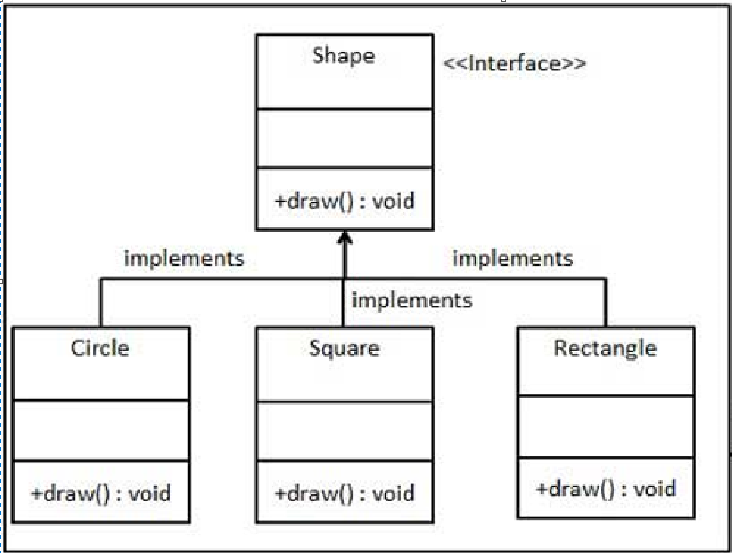 Shape
<<Interface>>
+draw() : void
implements
implements
implements
Circle
Square
Rectangle
+draw() : void
+draw() : void
+draw() : void